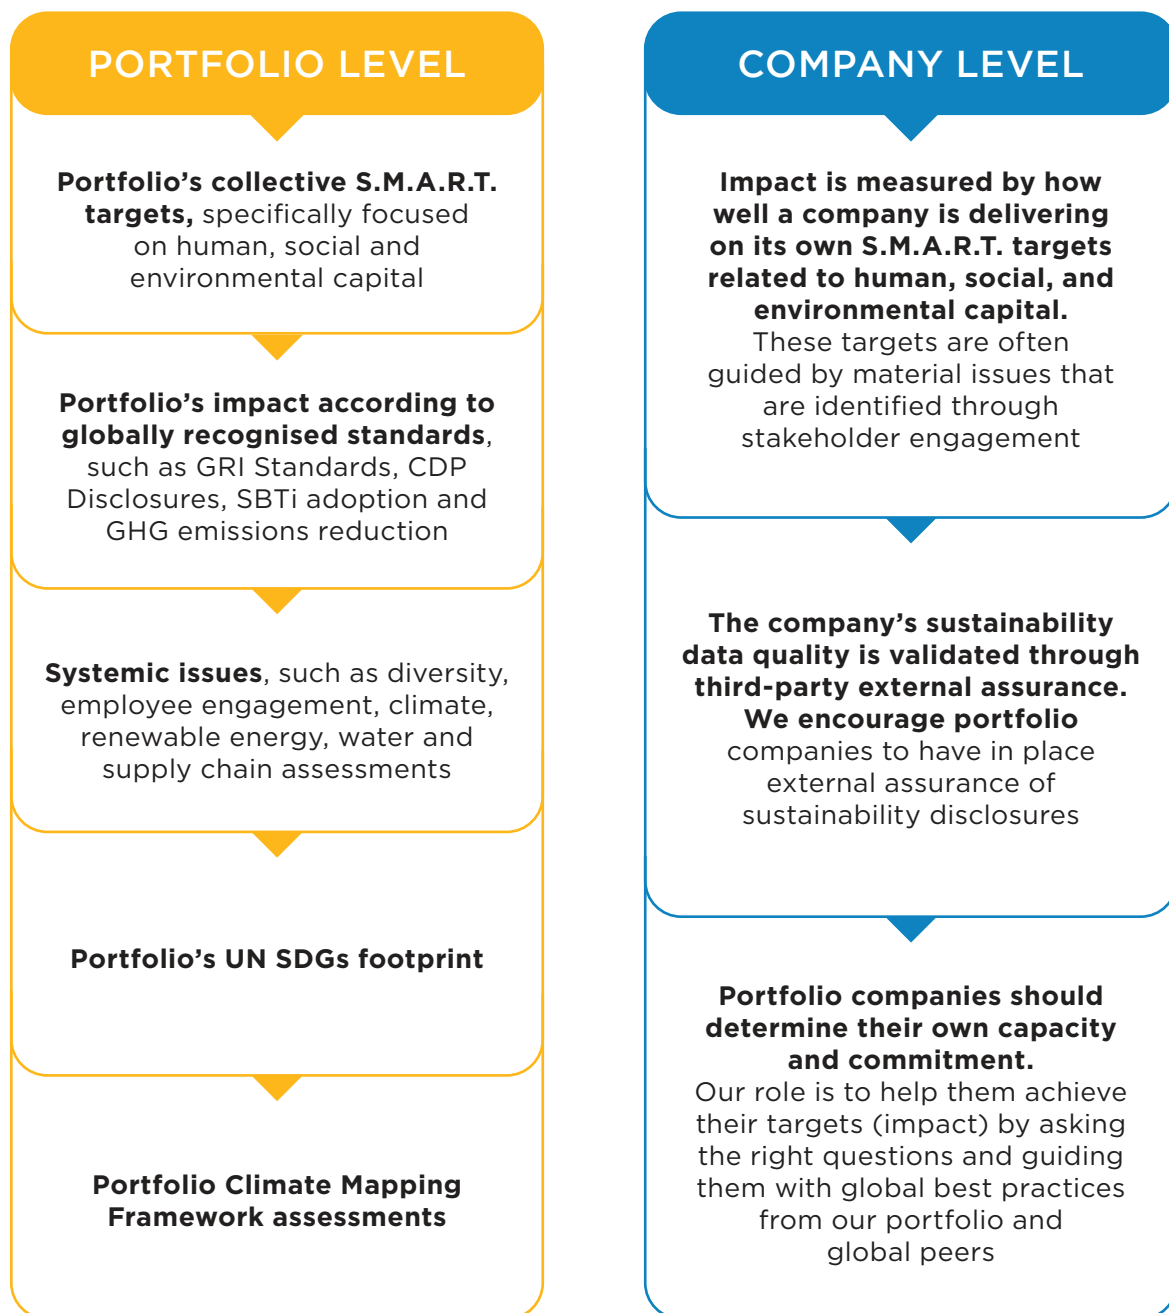 PORTFOLIO LEVEL
Portfolio’s collective S.M.A.R.T.
targets, specifically focused
on human, social and
environmental capital
Portfolio’s impact according to
globally recognised standards,
such as GRI Standards, CDP
Disclosures, SBTi adoption and
GHG emissions reduction
Systemic issues, such as diversity,
employee engagement, climate,
renewable energy, water and
supply chain assessments
Portfolio’s UN SDGs footprint
Portfolio Climate Mapping
Framework assessments
COMPANY LEVEL
Impact is measured by how
well a company is delivering
on its own S.M.A.R.T. targets
related to human, social, and
environmental capital.
These targets are often
guided by material issues that
are identified through
stakeholder engagement
The company’s sustainability
data quality is validated through
third-party external assurance.
We encourage portfolio
companies to have in place
external assurance of
sustainability disclosures
Portfolio companies should
determine their own capacity
and commitment.
Our role is to help them achieve
their targets (impact) by asking
the right questions and guiding
them with global best practices
from our portfolio and
global peers